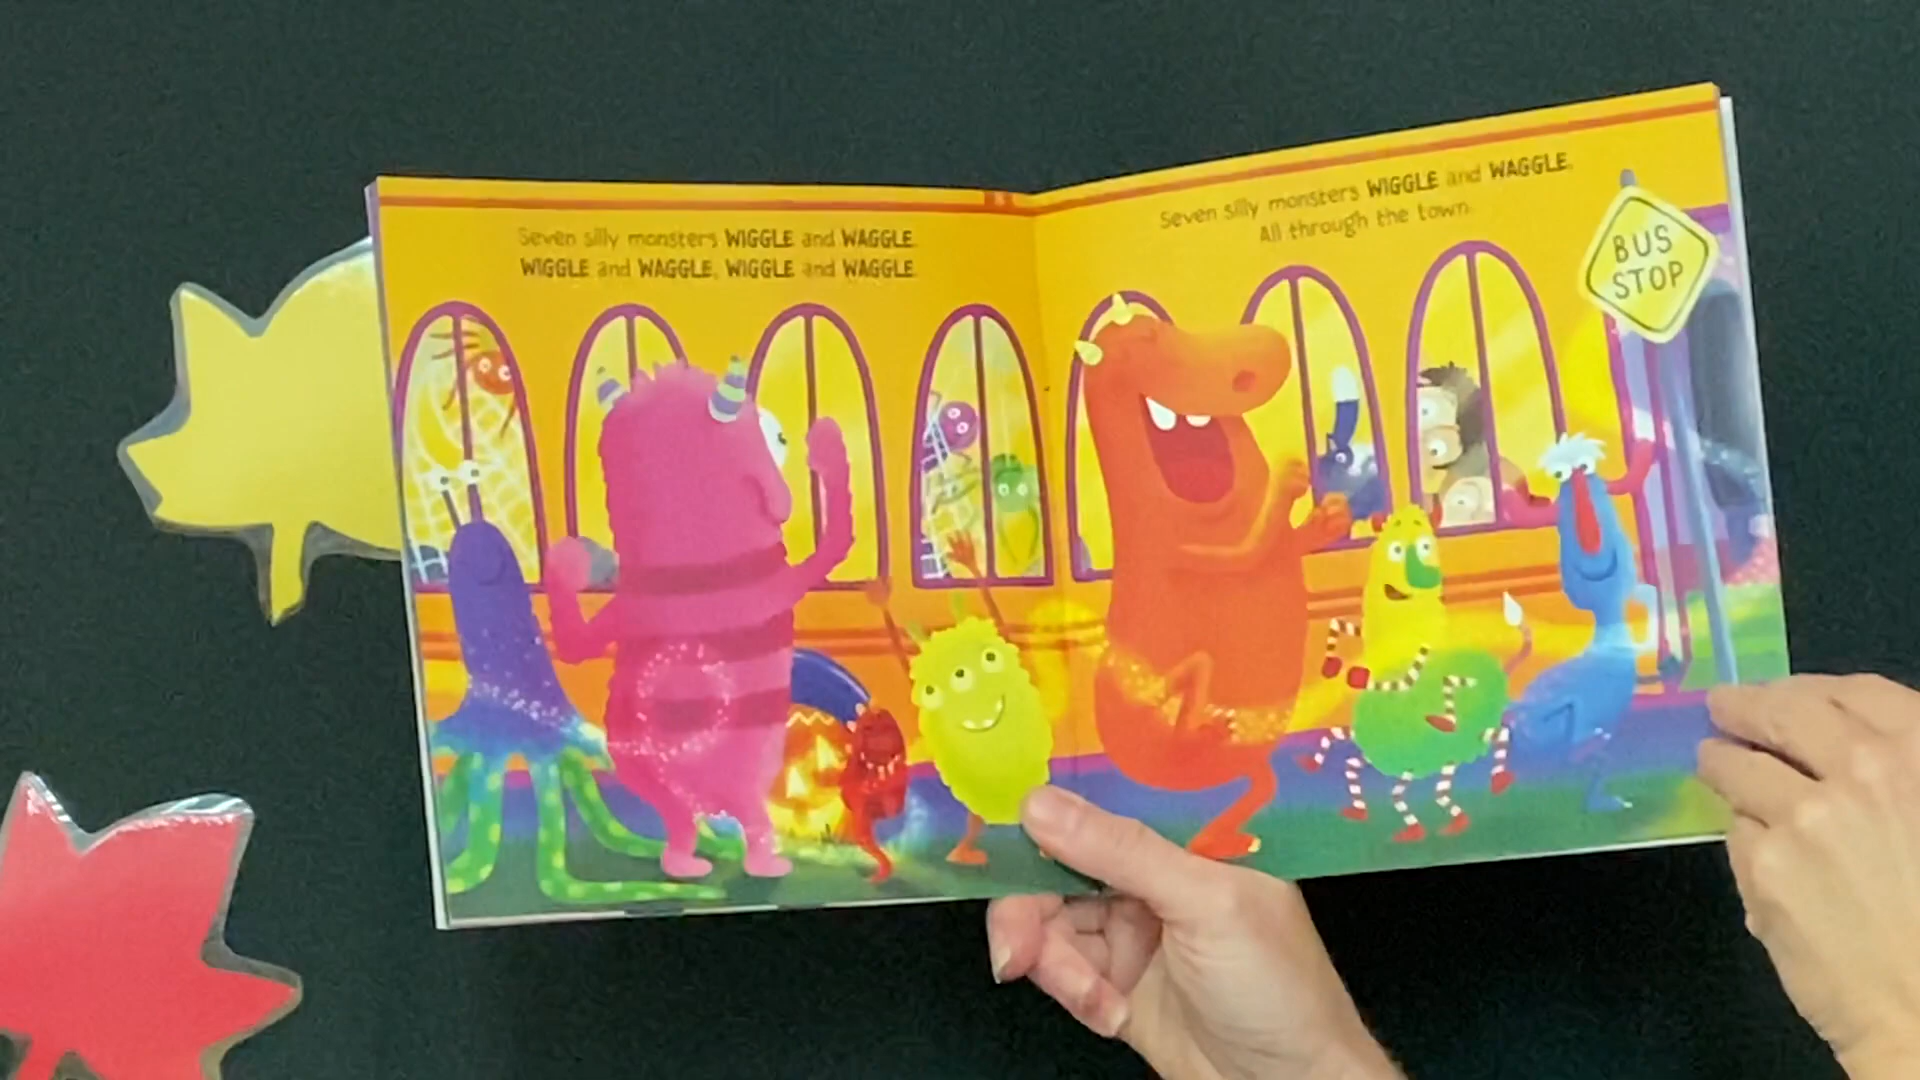 Seven silly monsters WIGGLE and WAGGLE.
WIGGLE and WAGGLE, WIGGLE and WAGGLE.
Seven silly monsters WIGGLE and WAGGLE.
All through the town.
BUS
STOP